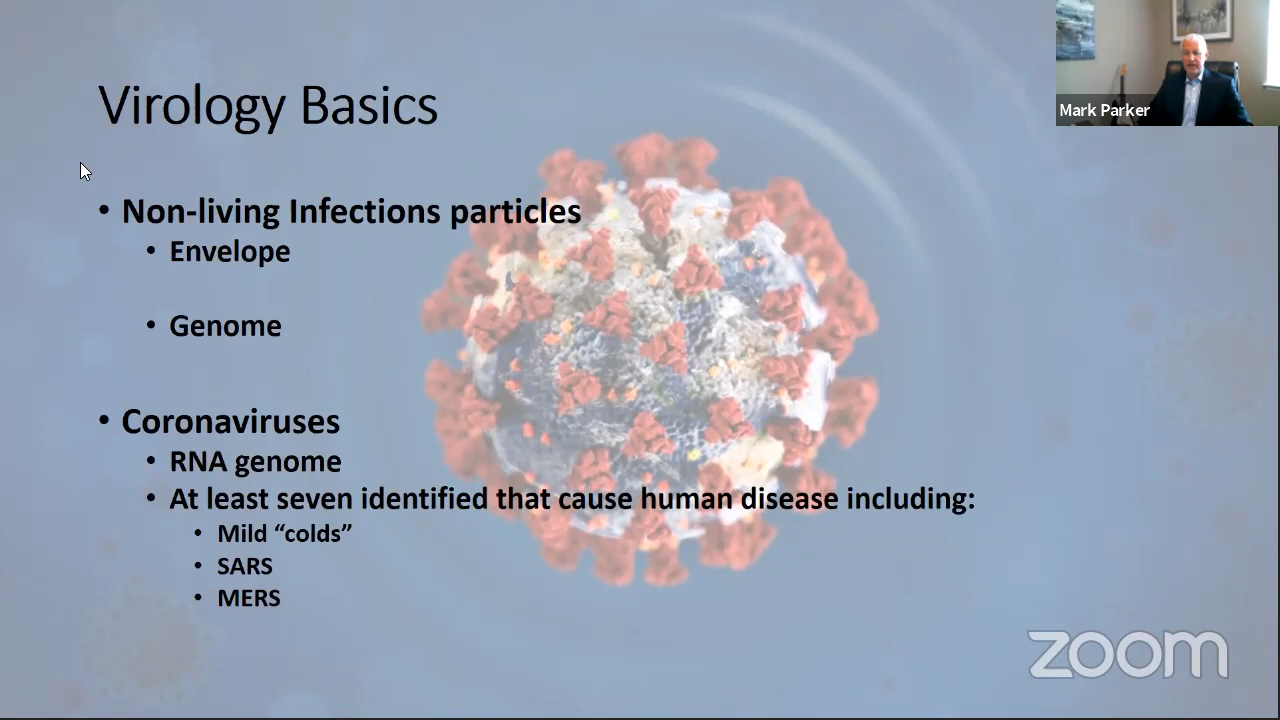 Virology Basics
Mark Parker
• Non-living Infections particles
• Envelope
• Genome
• Coronaviruses
• RNA genome
• At least seven identified that cause human disease including:
• Mild “colds”
• SARS
• MERS
zoom